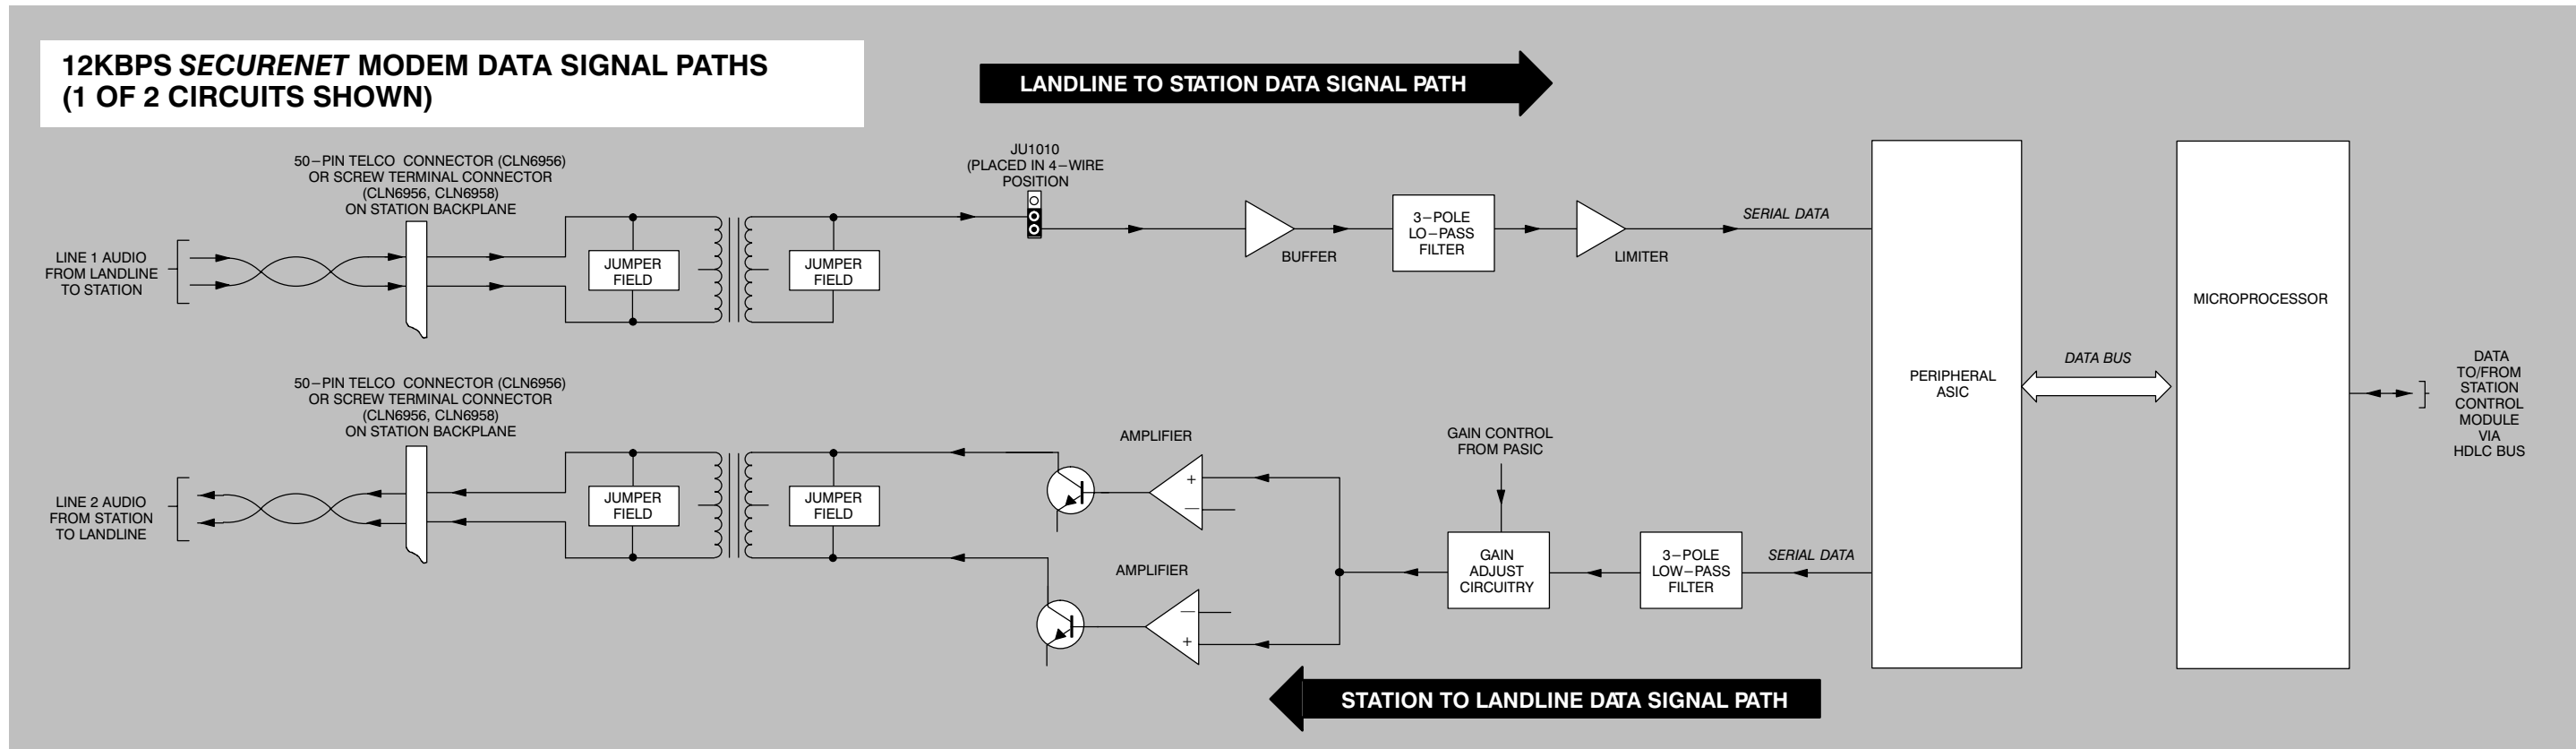 12KBPS SECURENET MODEM DATA SIGNAL PATHS
(1 OF 2 CIRCUITS SHOWN)
LANDLINE TO STATION DATA SIGNAL PATH
50–PIN TELCO CONNECTOR (CLN6956)
OR SCREW TERMINAL CONNECTOR
(CLN6956, CLN6958)
ON STATION BACKPLANE
LINE 1 AUDIO
FROM LANDLINE
TO STATION
JUMPER
FIELD
JUMPER
FIELD
JU1010
(PLACED IN 4–WIRE
POSITION
BUFFER
3–POLE
LO–PASS
FILTER
LIMITER
SERIAL DATA
PERIPHERAL
ASIC
DATA BUS
MICROPROCESSOR
DATA
TO/FROM
STATION
CONTROL
MODULE
VIA
HDLC BUS
50–PIN TELCO CONNECTOR (CLN6956)
OR SCREW TERMINAL CONNECTOR
(CLN6956, CLN6958)
ON STATION BACKPLANE
LINE 2 AUDIO
FROM STATION
TO LANDLINE
JUMPER
FIELD
JUMPER
FIELD
AMPLIFIER
+
—
AMPLIFIER
—
+
GAIN CONTROL
FROM PASIC
GAIN
ADJUST
CIRCUITRY
3–POLE
LOW–PASS
FILTER
SERIAL DATA
STATION TO LANDLINE DATA SIGNAL PATH